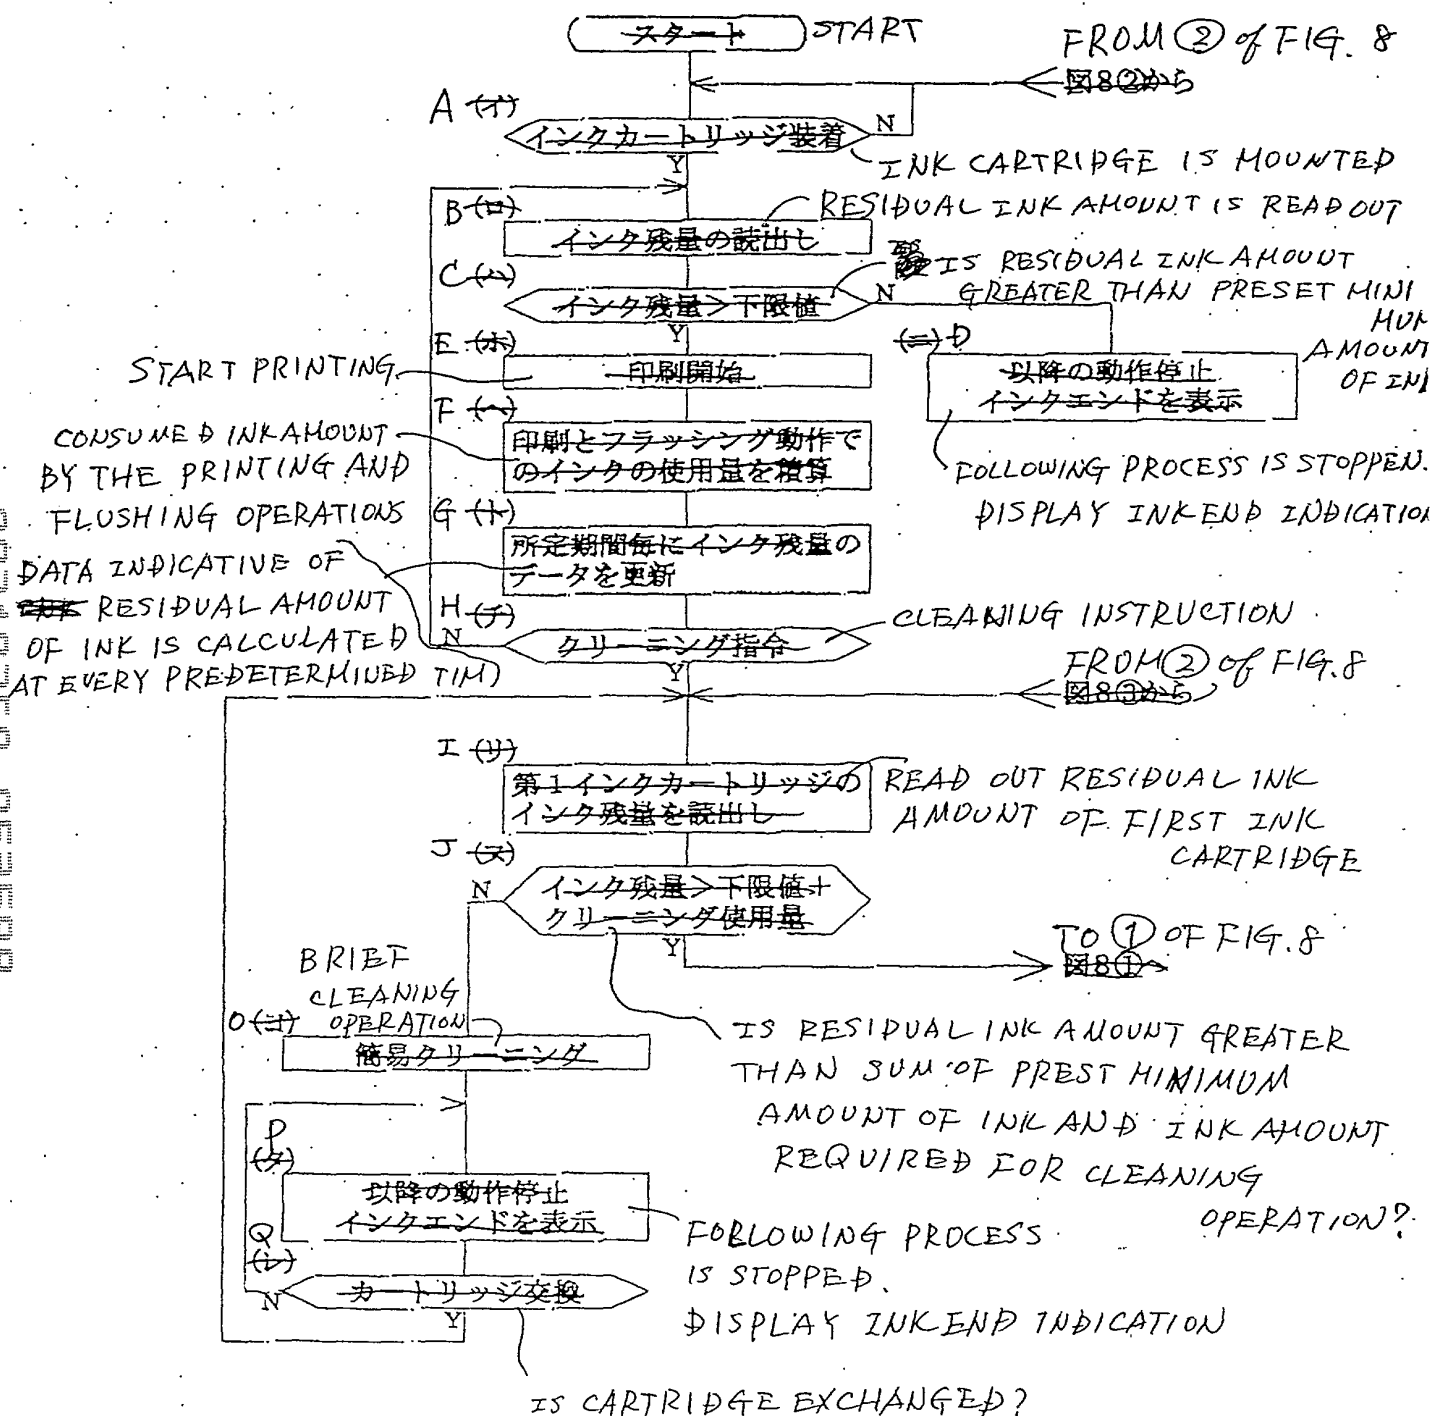 スタート START
FROM ② of FIG. 8
図8②から
A (イ)
インクカートリッジ装着 N
Y
INK CARTRIDGE IS MOUNTED
B (ロ)
RESIDUAL INK AMOUNT IS READ OUT
インク残量の読出し
C (ハ)
IS RESIDUAL INK AMOUNT
GREATER THAN PRESET MINI
MUM
AMOUNT
OF INK
インク残量>下限値 N
Y
(ニ) D
以降の動作停止
インクエンドを表示
FOLLOWING PROCESS IS STOPPEN.
DISPLAY INK END INDICATION
E (ホ)
START PRINTING
印刷開始
F (ヘ)
CONSUMED INK AMOUNT
BY THE PRINTING AND
FLUSHING OPERATIONS
印刷とフラッシング動作で
のインクの使用量を積算
G (ト)
所定期間毎にインク残量の
データを更新
DATA INDICATIVE OF
RESIDUAL AMOUNT
OF INK IS CALCULATED
AT EVERY PREDETERMINED TIM
H (チ)
N
クリーニング指令
Y
CLEANING INSTRUCTION
FROM ② of FIG. 8
図8③から
I (リ)
第1インクカートリッジの
インク残量を読出し
READ OUT RESIDUAL INK
AMOUNT OF FIRST INK
CARTRIDGE
J (ヌ)
N
インク残量>下限値+
クリーニング使用量
Y
TO ① OF FIG. 8
図8①へ
IS RESIDUAL INK AMOUNT GREATER
THAN SUM OF PREST MINIMUM
AMOUNT OF INK AND INK AMOUNT
REQUIRED FOR CLEANING
OPERATION?
BRIEF
CLEANING
OPERATION
O (ヨ)
簡易クリーニング
P
(タ)
以降の動作停止
インクエンドを表示
FOLLOWING PROCESS
IS STOPPED.
DISPLAY INK END INDICATION
Q
(レ)
N
カートリッジ交換
Y
IS CARTRIDGE EXCHANGED?